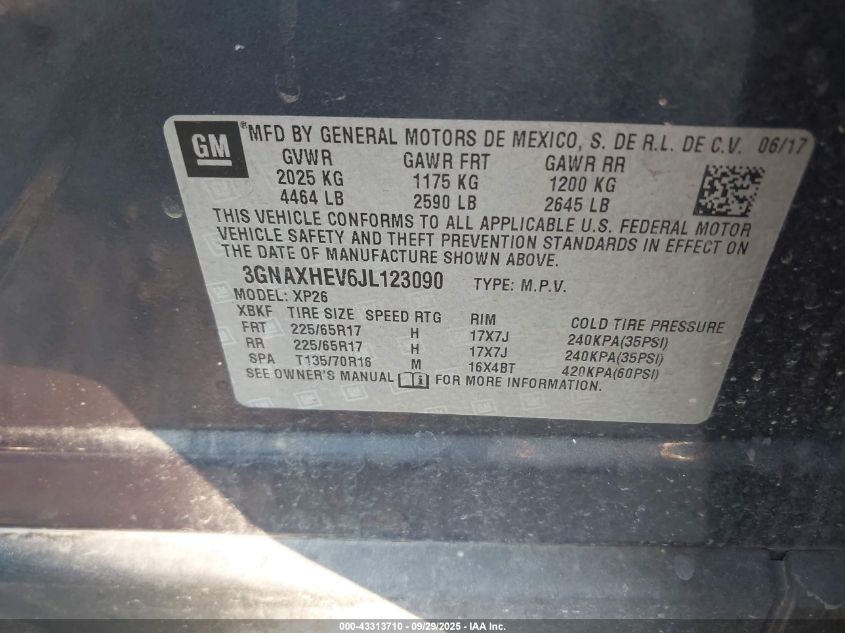 GM ® MFD BY GENERAL MOTORS DE MEXICO, S. DE R.L. DE C.V. 06/17
GVWR GAWR FRT GAWR RR
2025 KG 1175 KG 1200 KG
4464 LB 2590 LB 2645 LB
THIS VEHICLE CONFORMS TO ALL APPLICABLE U.S. FEDERAL MOTOR
VEHICLE SAFETY AND THEFT PREVENTION STANDARDS IN EFFECT ON
THE DATE OF MANUFACTURE SHOWN ABOVE.
3GNAXHEV6JL123090 TYPE: M.P.V.
MODEL: XP26
XBKF TIRE SIZE SPEED RTG RIM COLD TIRE PRESSURE
FRT 225/65R17 H 17X7J 240KPA(35PSI)
RR 225/65R17 H 17X7J 240KPA(35PSI)
SPA T135/70R16 M 16X4BT 420KPA(60PSI)
SEE OWNER'S MANUAL FOR MORE INFORMATION.
000-43313710 - 09/29/2025 - IAA Inc.